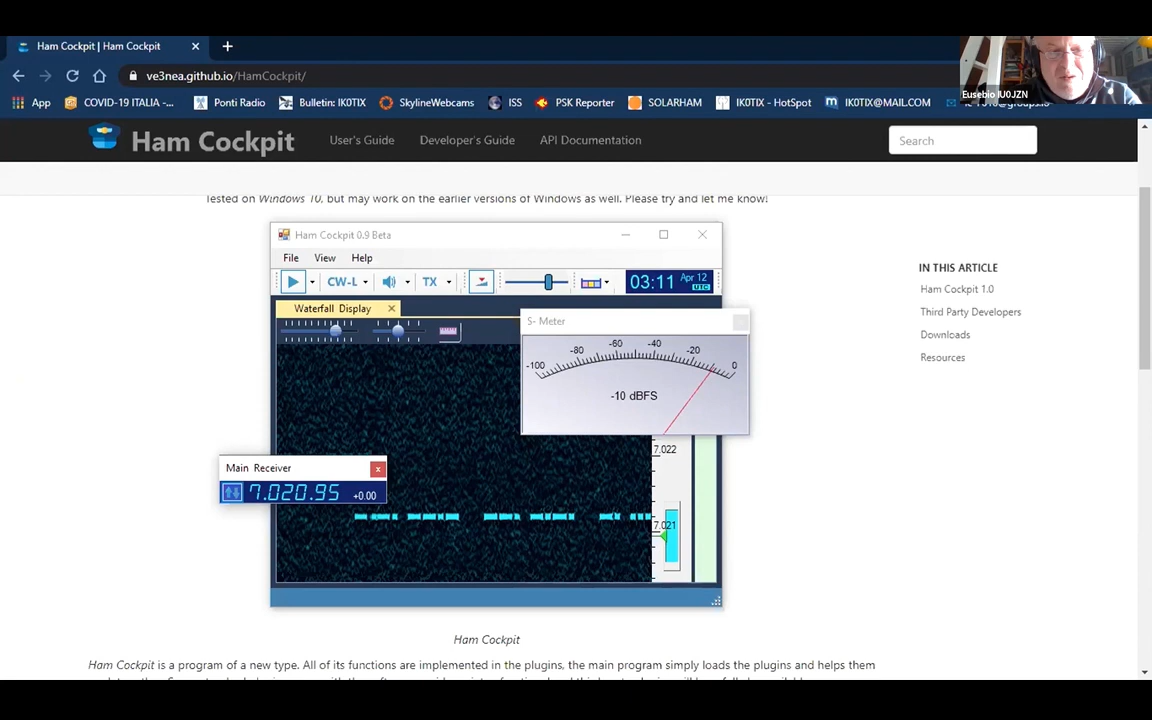 Ham Cockpit | Ham Cockpit
ve3nea.github.io/HamCockpit/
App
COVID-19 ITALIA -...
Ponti Radio
Bulletin: IK0TIX
SkylineWebcams
ISS
PSK Reporter
SOLARHAM
IK0TIX - HotSpot
IK0TIX@MAIL.COM
Eusebio IU0JZN
Ham Cockpit
User's Guide
Developer's Guide
API Documentation
Search
Tested on Windows 10, but may work on the earlier versions of Windows as well. Please try and let me know!
Ham Cockpit 0.9 Beta
File View Help
CW-L
TX
03:11 Apr 12
UTC
Waterfall Display
S- Meter
-100 -80 -60 -40 -20 0
-10 dBFS
7.022
Main Receiver
7.020.95 +0.00
7.021
IN THIS ARTICLE
Ham Cockpit 1.0
Third Party Developers
Downloads
Resources
Ham Cockpit
Ham Cockpit is a program of a new type. All of its functions are implemented in the plugins, the main program simply loads the plugins and helps them